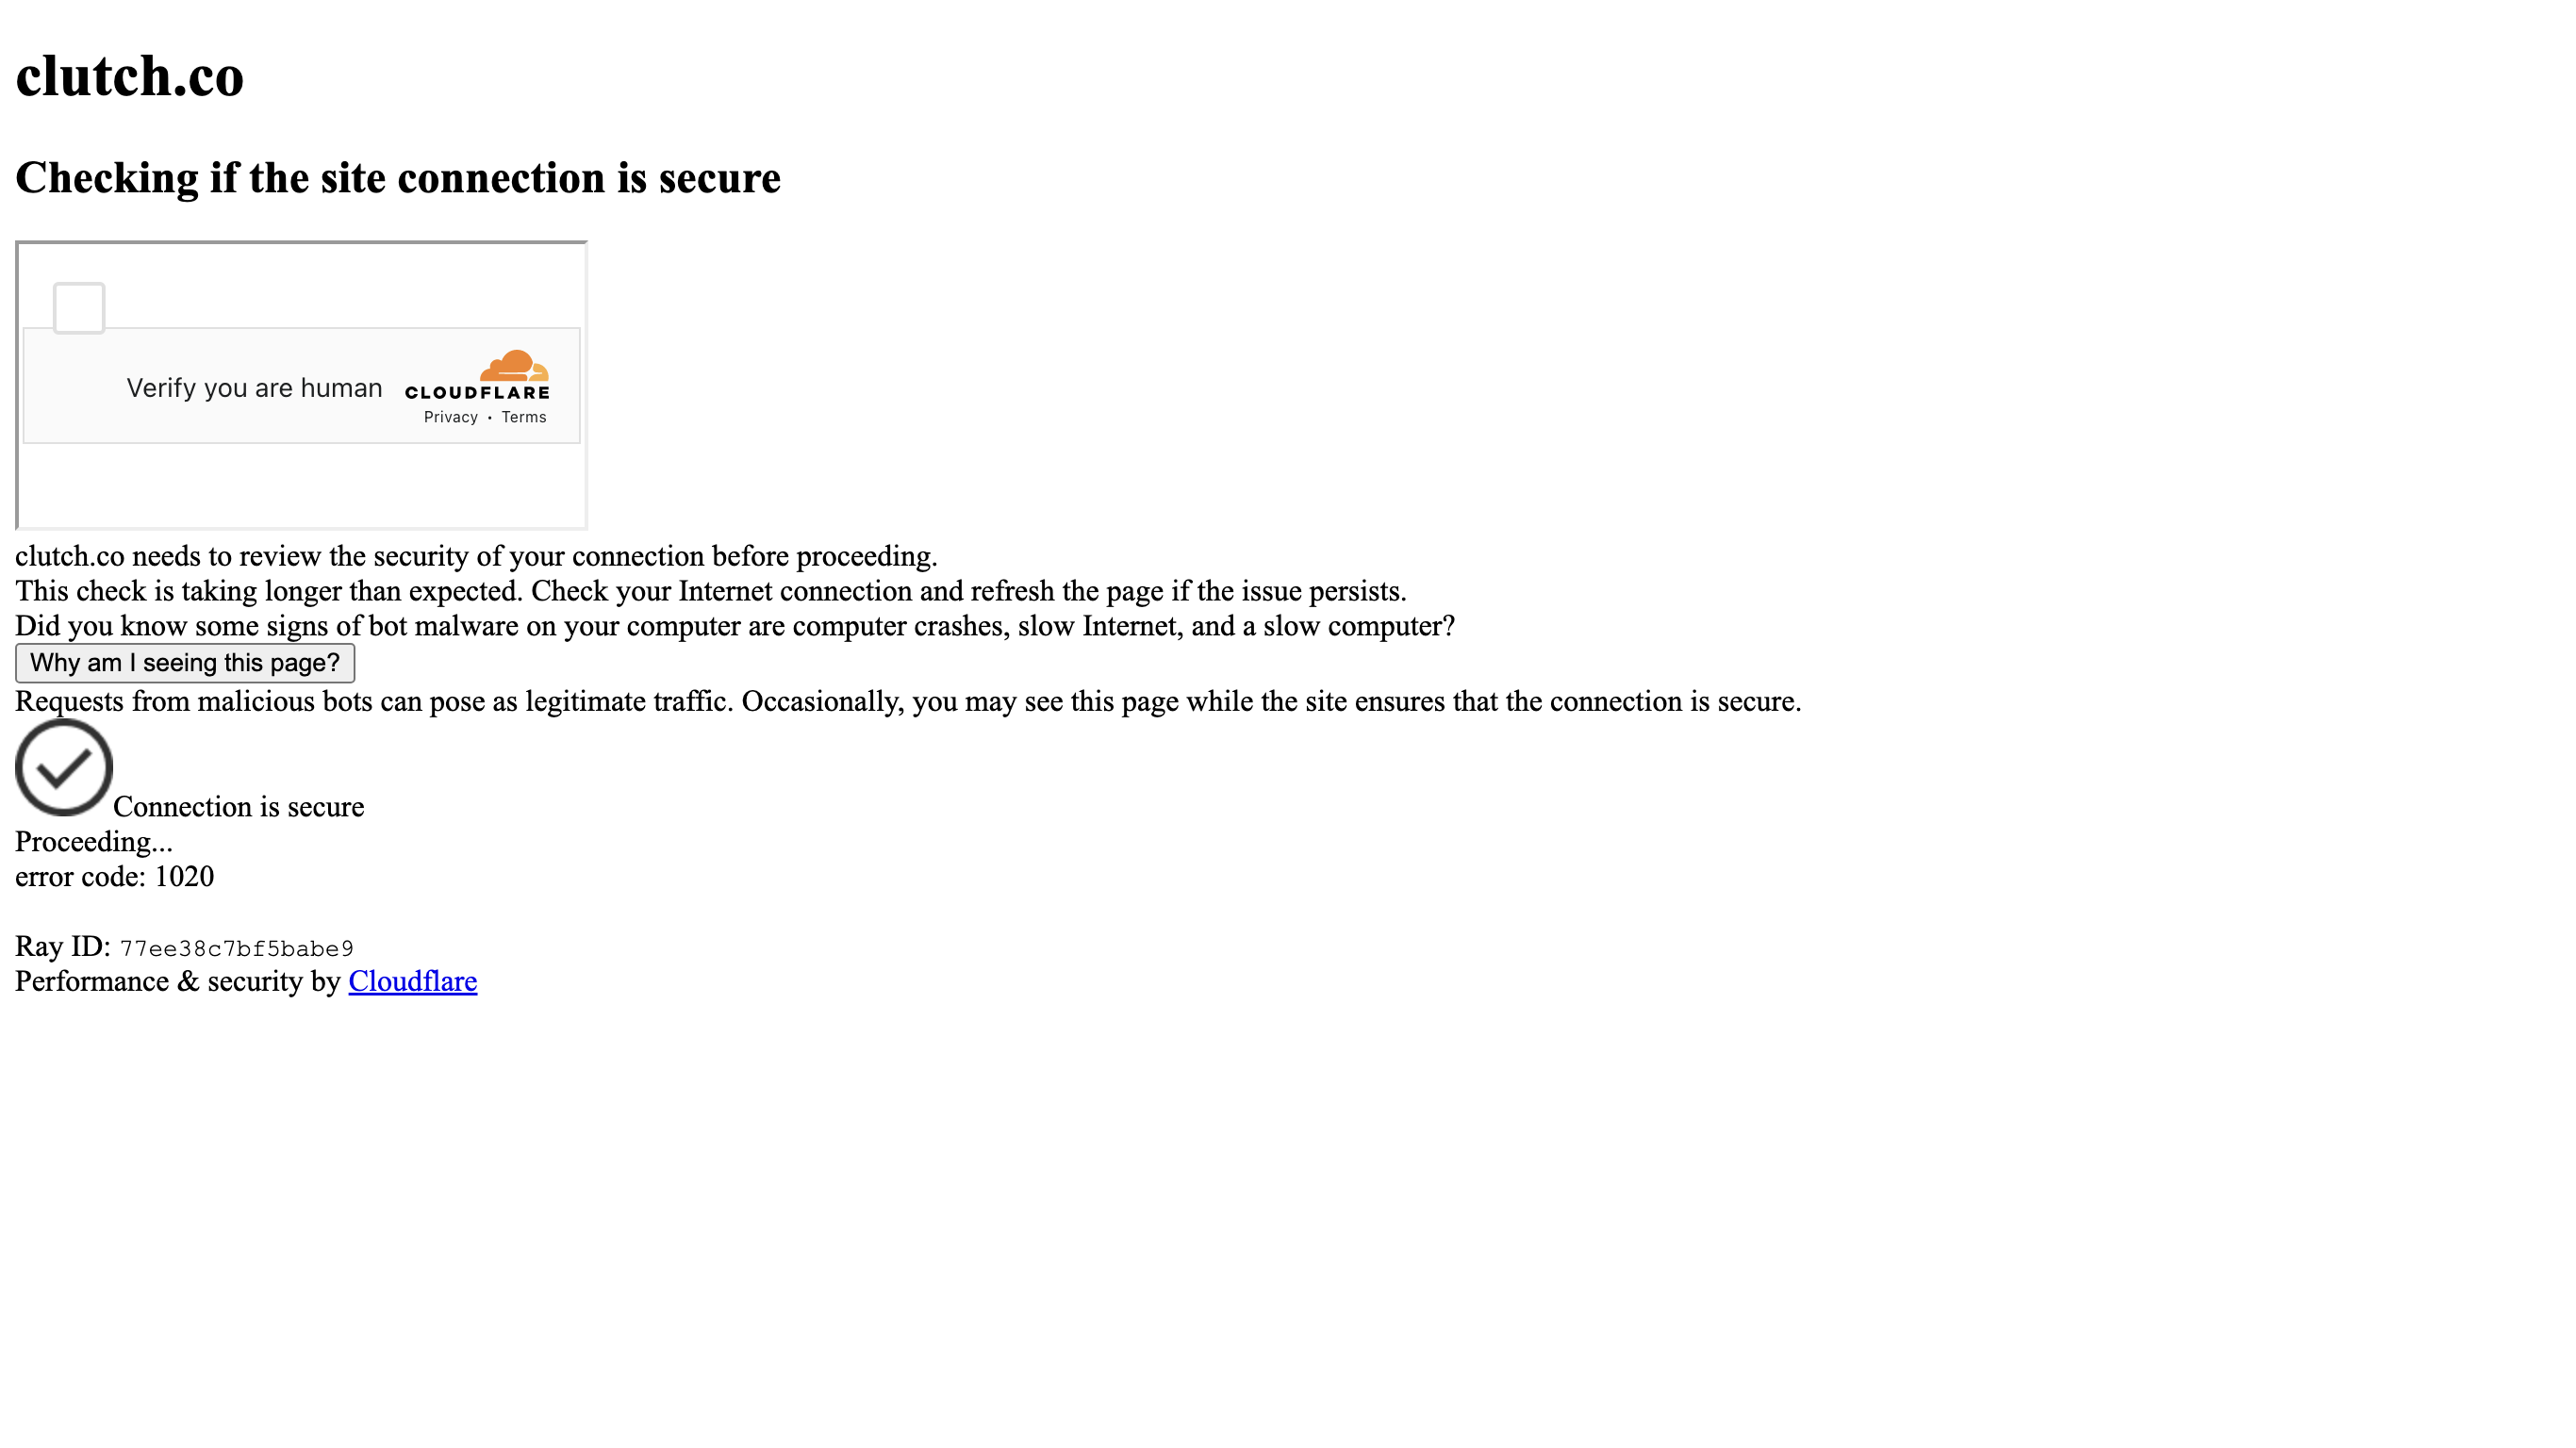 clutch.co
Checking if the site connection is secure
Verify you are human
CLOUDFLARE
Privacy • Terms
clutch.co needs to review the security of your connection before proceeding.
This check is taking longer than expected. Check your Internet connection and refresh the page if the issue persists.
Did you know some signs of bot malware on your computer are computer crashes, slow Internet, and a slow computer?
Why am I seeing this page?
Requests from malicious bots can pose as legitimate traffic. Occasionally, you may see this page while the site ensures that the connection is secure.
Connection is secure
Proceeding...
error code: 1020
Ray ID: 77ee38c7bf5babe9
Performance & security by Cloudflare